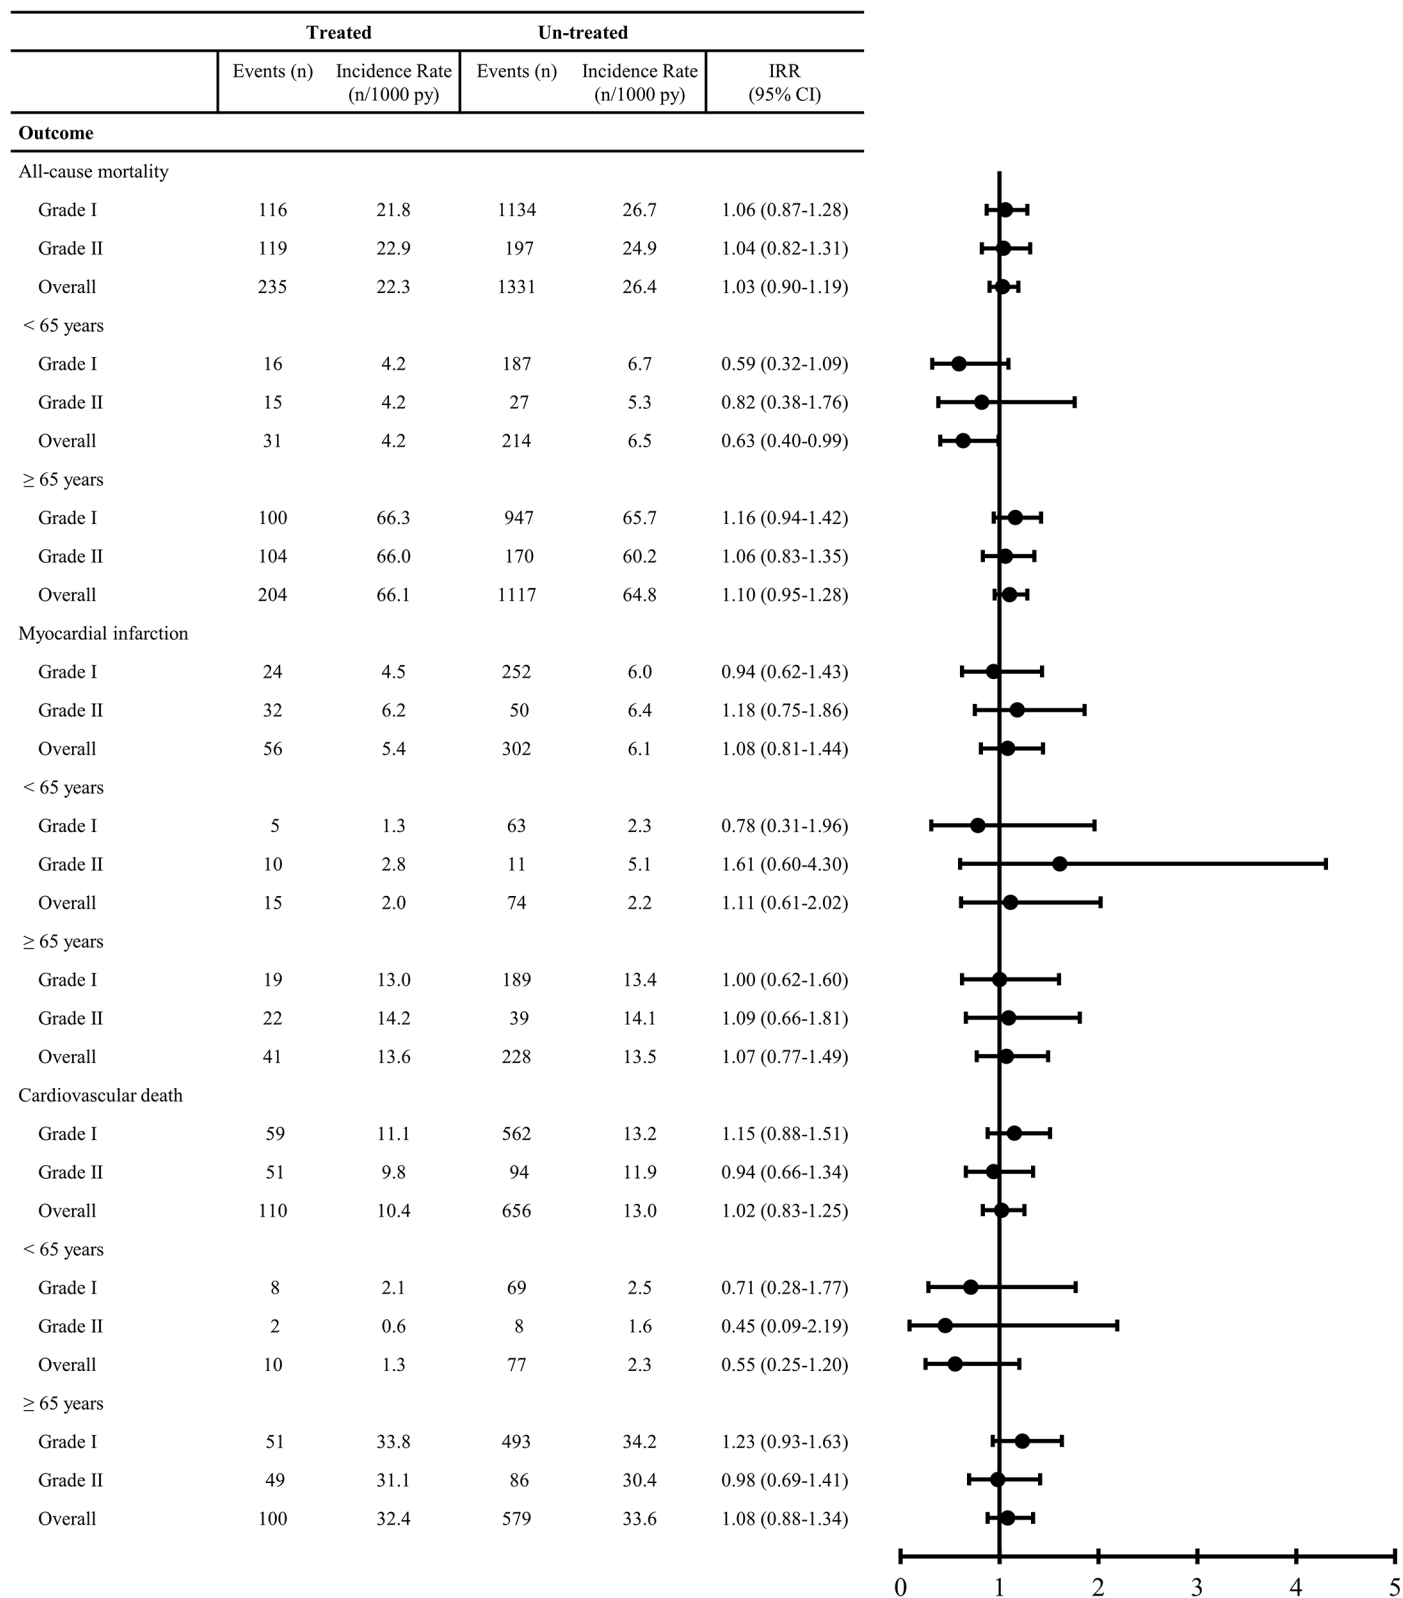 Treated Un-treated
Events (n) Incidence Rate Events (n) Incidence Rate IRR
(n/1000 py) (n/1000 py) (95% CI)
Outcome
All-cause mortality
Grade I 116 21.8 1134 26.7 1.06 (0.87-1.28)
Grade II 119 22.9 197 24.9 1.04 (0.82-1.31)
Overall 235 22.3 1331 26.4 1.03 (0.90-1.19)
< 65 years
Grade I 16 4.2 187 6.7 0.59 (0.32-1.09)
Grade II 15 4.2 27 5.3 0.82 (0.38-1.76)
Overall 31 4.2 214 6.5 0.63 (0.40-0.99)
≥ 65 years
Grade I 100 66.3 947 65.7 1.16 (0.94-1.42)
Grade II 104 66.0 170 60.2 1.06 (0.83-1.35)
Overall 204 66.1 1117 64.8 1.10 (0.95-1.28)
Myocardial infarction
Grade I 24 4.5 252 6.0 0.94 (0.62-1.43)
Grade II 32 6.2 50 6.4 1.18 (0.75-1.86)
Overall 56 5.4 302 6.1 1.08 (0.81-1.44)
< 65 years
Grade I 5 1.3 63 2.3 0.78 (0.31-1.96)
Grade II 10 2.8 11 5.1 1.61 (0.60-4.30)
Overall 15 2.0 74 2.2 1.11 (0.61-2.02)
≥ 65 years
Grade I 19 13.0 189 13.4 1.00 (0.62-1.60)
Grade II 22 14.2 39 14.1 1.09 (0.66-1.81)
Overall 41 13.6 228 13.5 1.07 (0.77-1.49)
Cardiovascular death
Grade I 59 11.1 562 13.2 1.15 (0.88-1.51)
Grade II 51 9.8 94 11.9 0.94 (0.66-1.34)
Overall 110 10.4 656 13.0 1.02 (0.83-1.25)
< 65 years
Grade I 8 2.1 69 2.5 0.71 (0.28-1.77)
Grade II 2 0.6 8 1.6 0.45 (0.09-2.19)
Overall 10 1.3 77 2.3 0.55 (0.25-1.20)
≥ 65 years
Grade I 51 33.8 493 34.2 1.23 (0.93-1.63)
Grade II 49 31.1 86 30.4 0.98 (0.69-1.41)
Overall 100 32.4 579 33.6 1.08 (0.88-1.34)
0 1 2 3 4 5